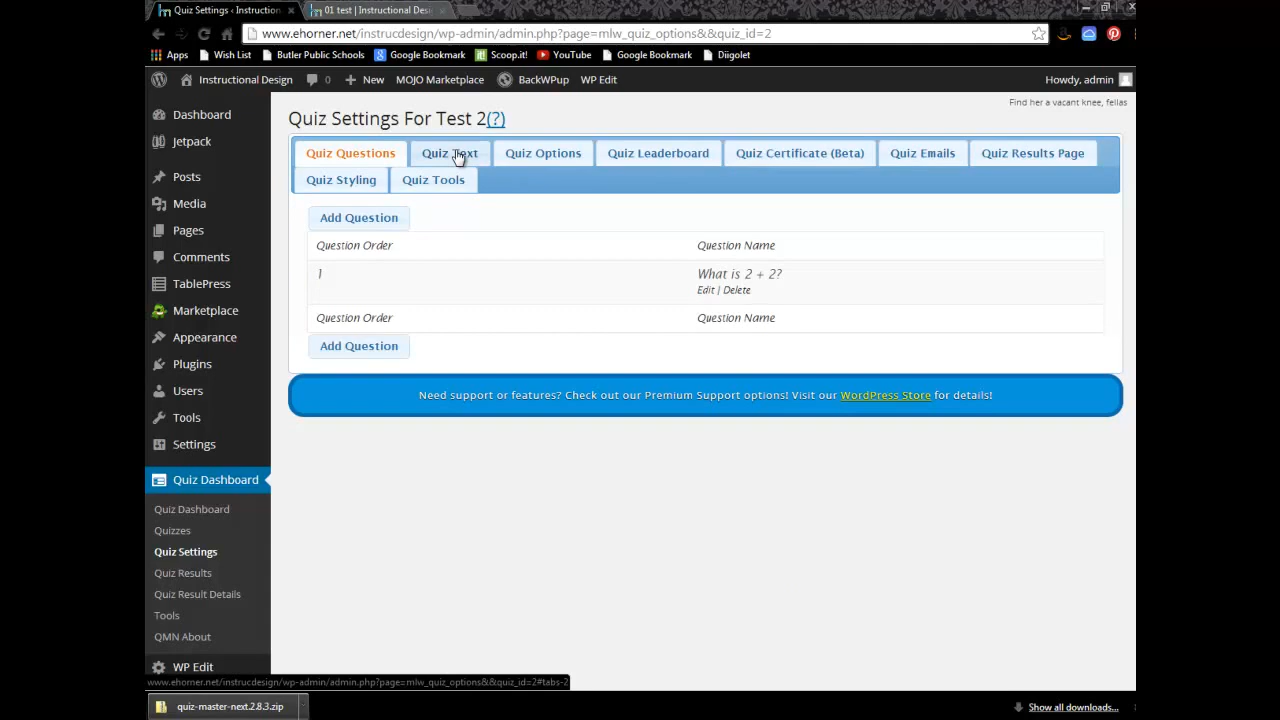 Quiz Settings ‹ Instruction
01 test | Instructional Desi
www.ehorner.net/instrucdesign/wp-admin/admin.php?page=mlw_quiz_options&&quiz_id=2
Apps Wish List Butler Public Schools Google Bookmark Scoop.it! YouTube Google Bookmark Diigolet
Instructional Design 0 New MOJO Marketplace BackWPup WP Edit Howdy, admin
Find her a vacant knee, fellas
Quiz Settings For Test 2(?)
Quiz Questions Quiz Text Quiz Options Quiz Leaderboard Quiz Certificate (Beta) Quiz Emails Quiz Results Page
Quiz Styling Quiz Tools
Add Question
Question Order Question Name
1 What is 2 + 2?
Edit | Delete
Question Order Question Name
Add Question
Need support or features? Check out our Premium Support options! Visit our WordPress Store for details!
Dashboard
Jetpack
Posts
Media
Pages
Comments
TablePress
Marketplace
Appearance
Plugins
Users
Tools
Settings
Quiz Dashboard
Quiz Dashboard
Quizzes
Quiz Settings
Quiz Results
Quiz Result Details
Tools
QMN About
WP Edit
www.ehorner.net/instrucdesign/wp-admin/admin.php?page=mlw_quiz_options&&quiz_id=2#tabs-2
quiz-master-next.2.8.3.zip
Show all downloads...